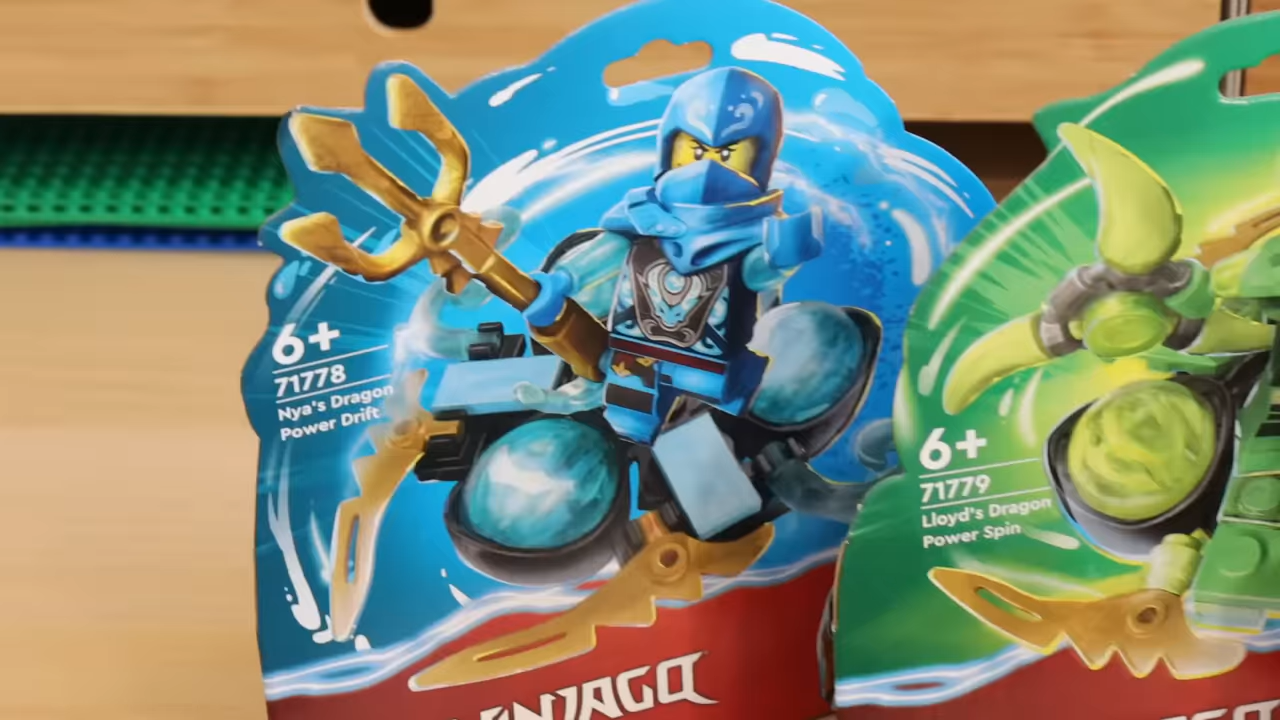 6+
71778
Nya's Dragon
Power Drift
NINJAGO
6+
71779
Lloyd's Dragon
Power Spin